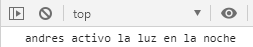 top
andres activo la luz en la noche